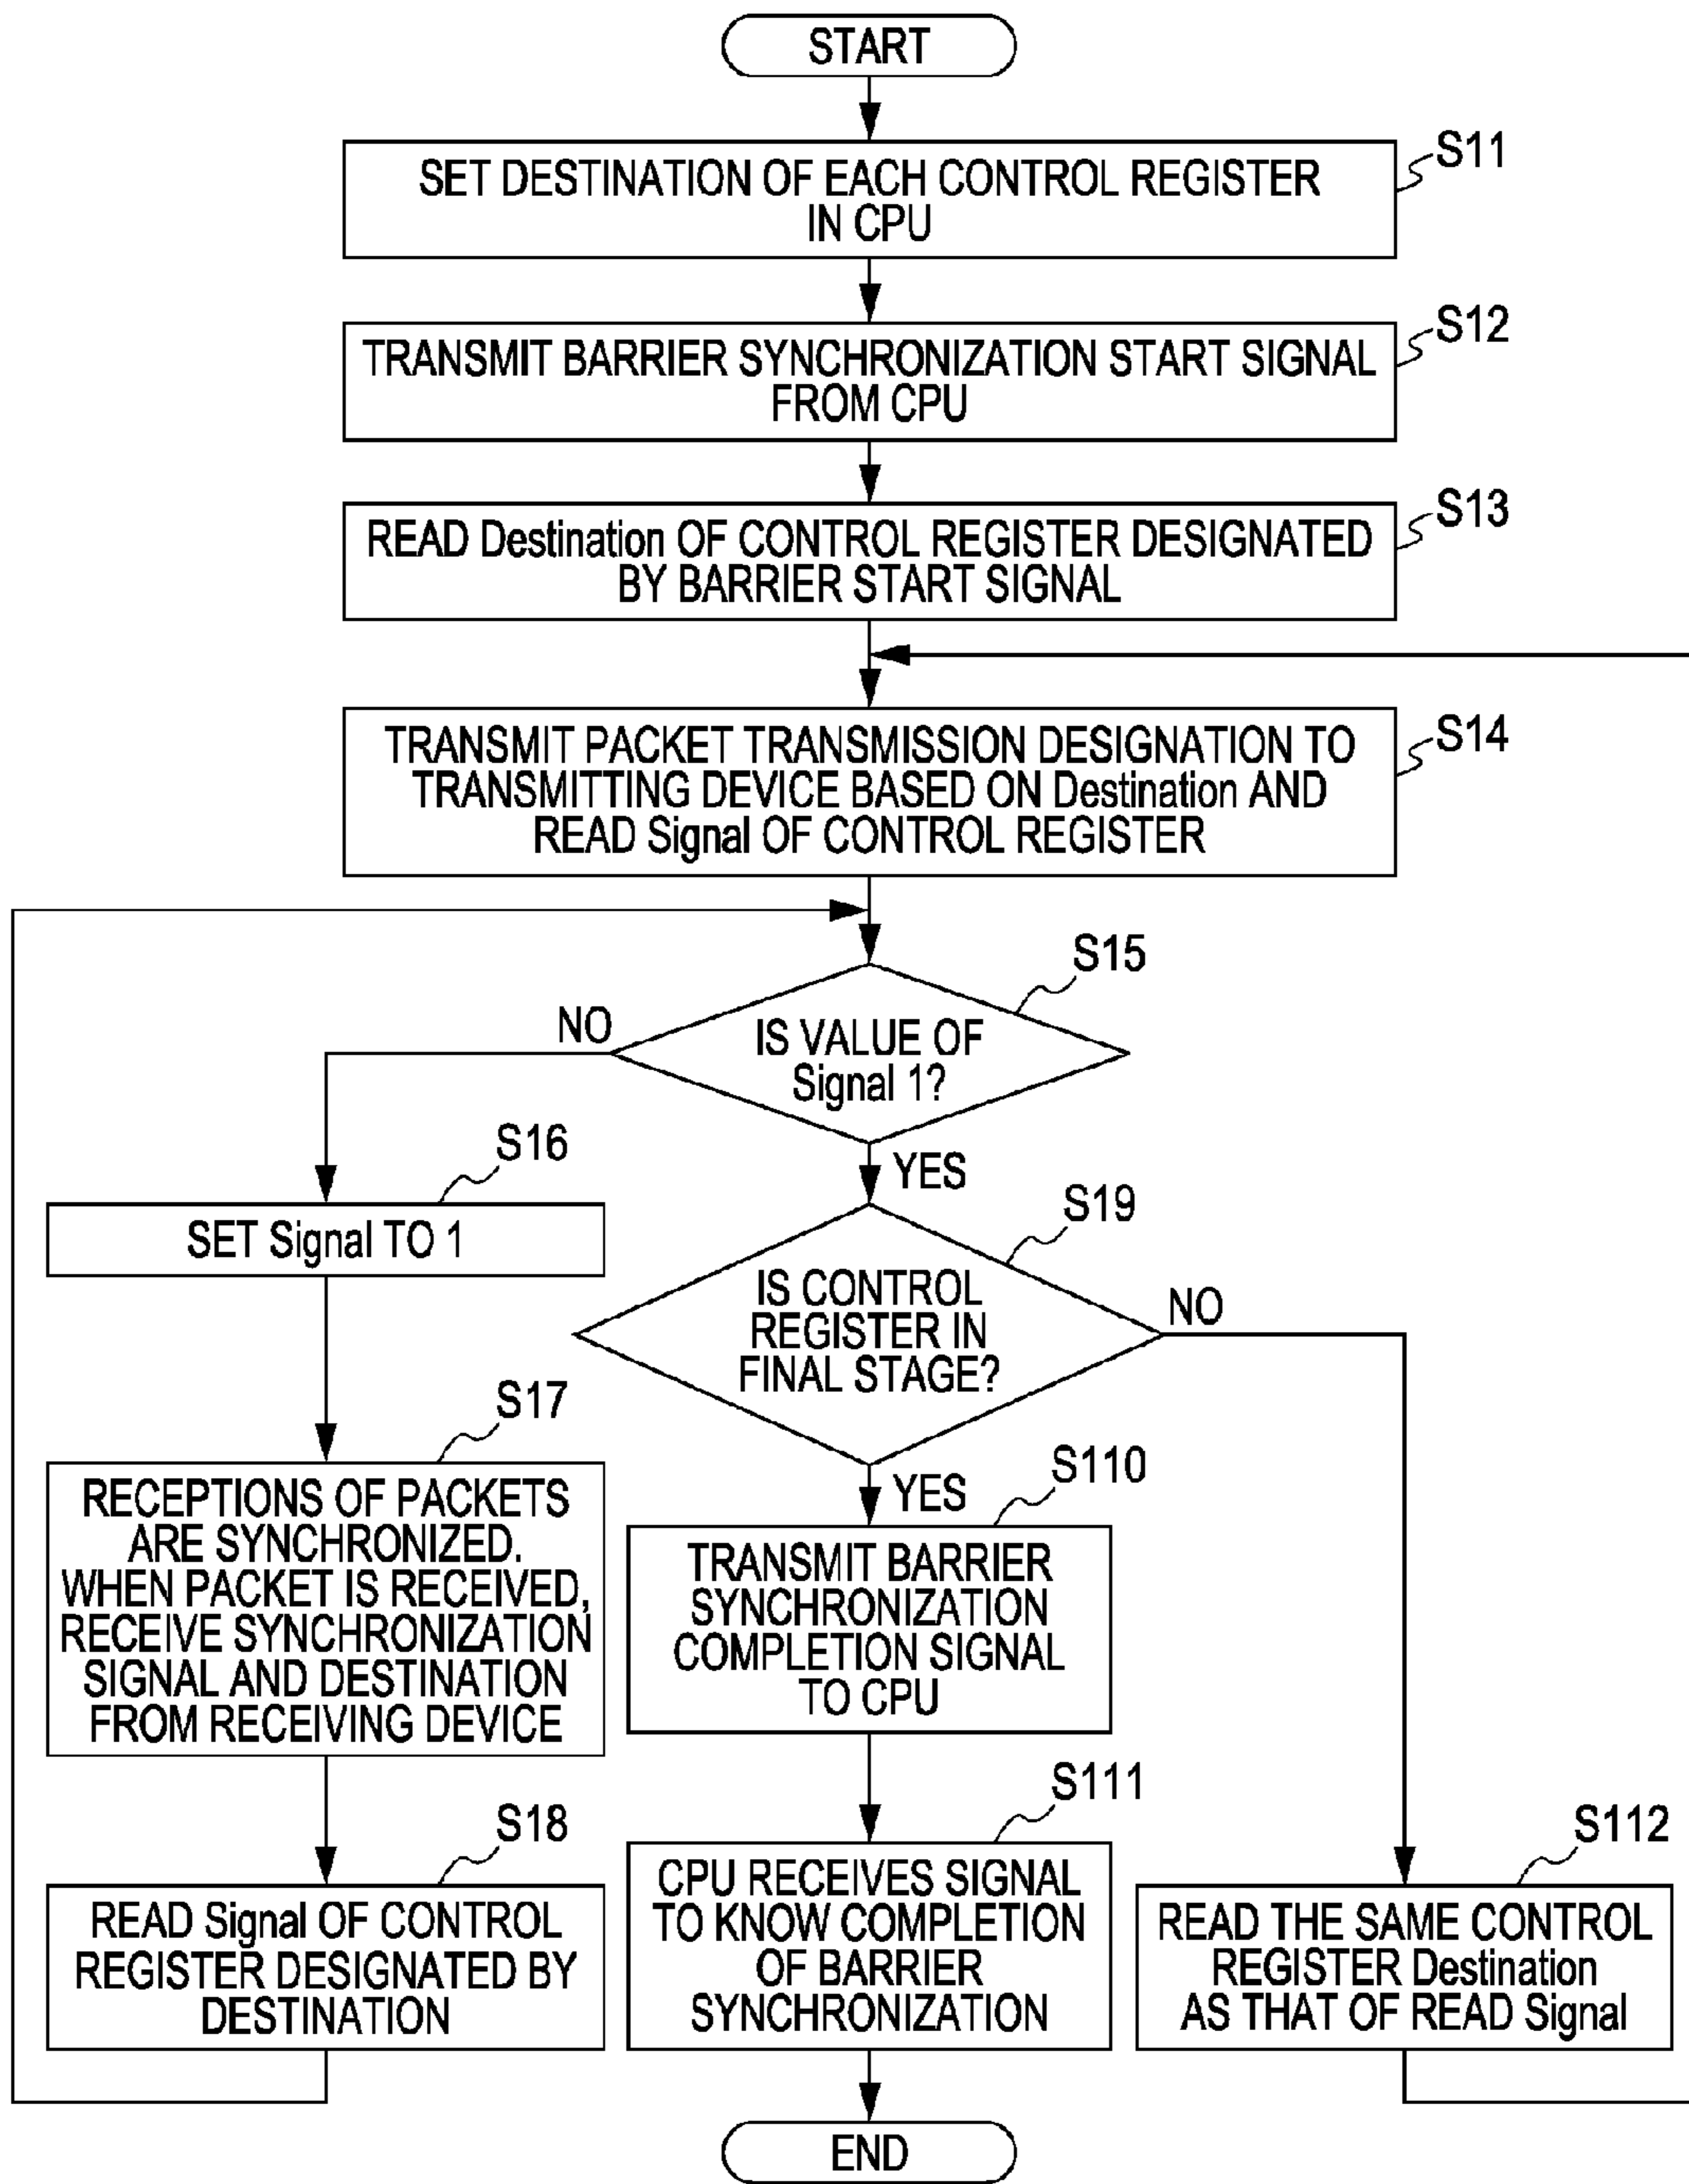 START
S11
SET DESTINATION OF EACH CONTROL REGISTER
IN CPU
S12
TRANSMIT BARRIER SYNCHRONIZATION START SIGNAL
FROM CPU
S13
READ Destination OF CONTROL REGISTER DESIGNATED
BY BARRIER START SIGNAL
S14
TRANSMIT PACKET TRANSMISSION DESIGNATION TO
TRANSMITTING DEVICE BASED ON Destination AND
READ Signal OF CONTROL REGISTER
S15
NO
IS VALUE OF
Signal 1?
YES
S16
SET Signal TO 1
S19
IS CONTROL
REGISTER IN
FINAL STAGE?
NO
YES
S17
RECEPTIONS OF PACKETS
ARE SYNCHRONIZED.
WHEN PACKET IS RECEIVED,
RECEIVE SYNCHRONIZATION
SIGNAL AND DESTINATION
FROM RECEIVING DEVICE
S110
TRANSMIT BARRIER
SYNCHRONIZATION
COMPLETION SIGNAL
TO CPU
S18
READ Signal OF CONTROL
REGISTER DESIGNATED BY
DESTINATION
S111
CPU RECEIVES SIGNAL
TO KNOW COMPLETION
OF BARRIER
SYNCHRONIZATION
S112
READ THE SAME CONTROL
REGISTER Destination
AS THAT OF READ Signal
END